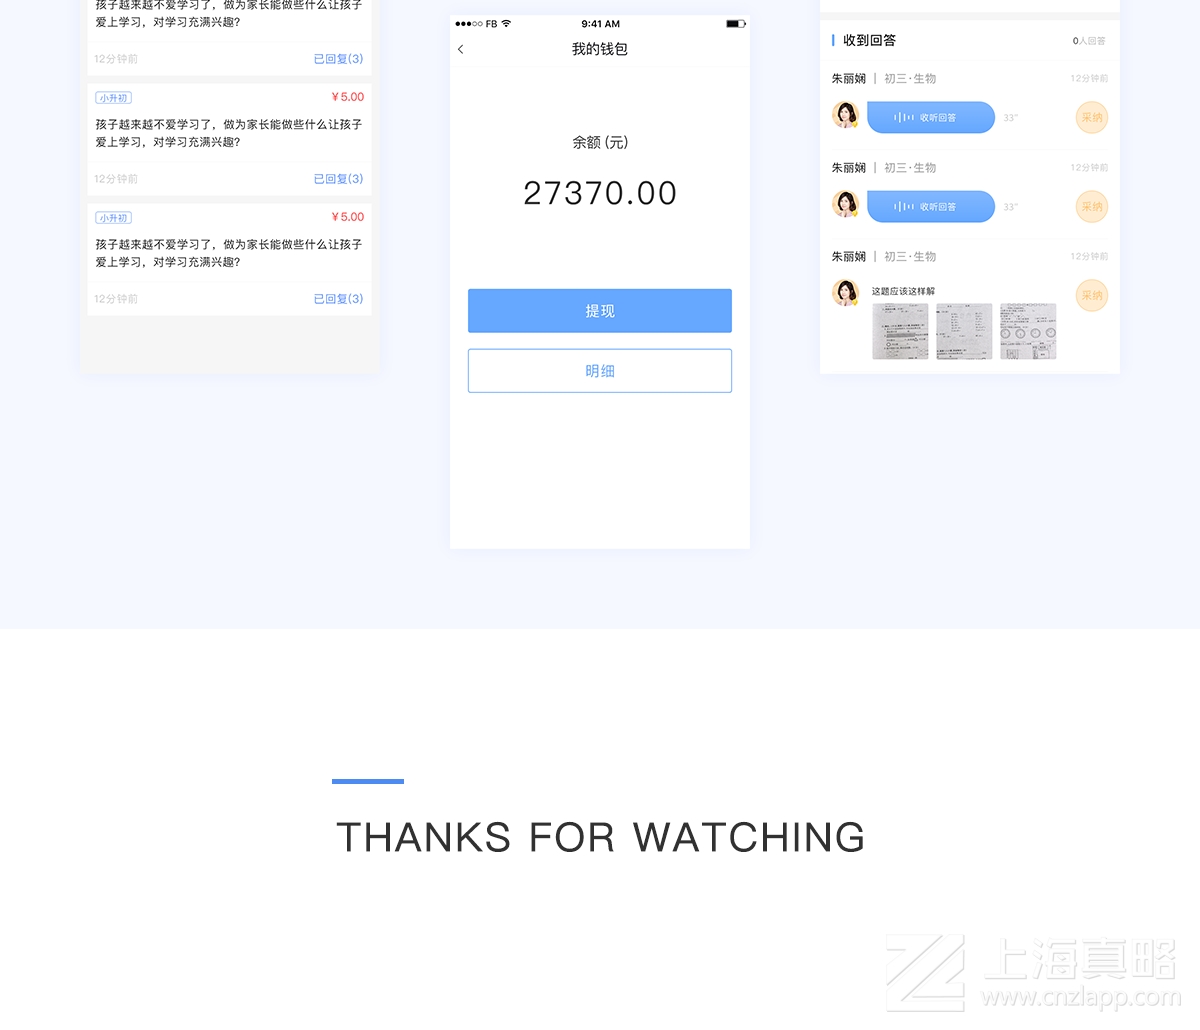 孩子越来越不爱学习了，做为家长能做些什么让孩子
爱上学习，对学习充满兴趣?
12分钟前
已回复(3)
小升初
￥5.00
孩子越来越不爱学习了，做为家长能做些什么让孩子
爱上学习，对学习充满兴趣?
12分钟前
已回复(3)
小升初
￥5.00
孩子越来越不爱学习了，做为家长能做些什么让孩子
爱上学习，对学习充满兴趣?
12分钟前
已回复(3)
FB
9:41 AM
我的钱包
余额 (元)
27370.00
提现
明细
收到回答
0人回答
朱丽娴 | 初三·生物
12分钟前
收听回答
33"
采纳
朱丽娴 | 初三·生物
12分钟前
收听回答
33"
采纳
朱丽娴 | 初三·生物
12分钟前
这题应该这样解
采纳
THANKS FOR WATCHING
上海真略
www.cnzlapp.com